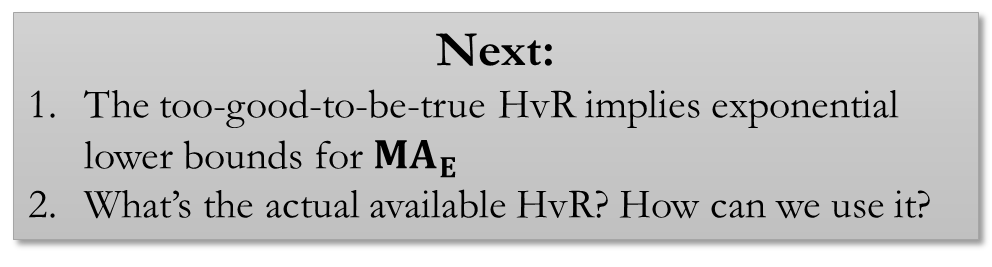 Next:
1. The too-good-to-be-true HvR implies exponential
lower bounds for MA_E
2. What's the actual available HvR? How can we use it?